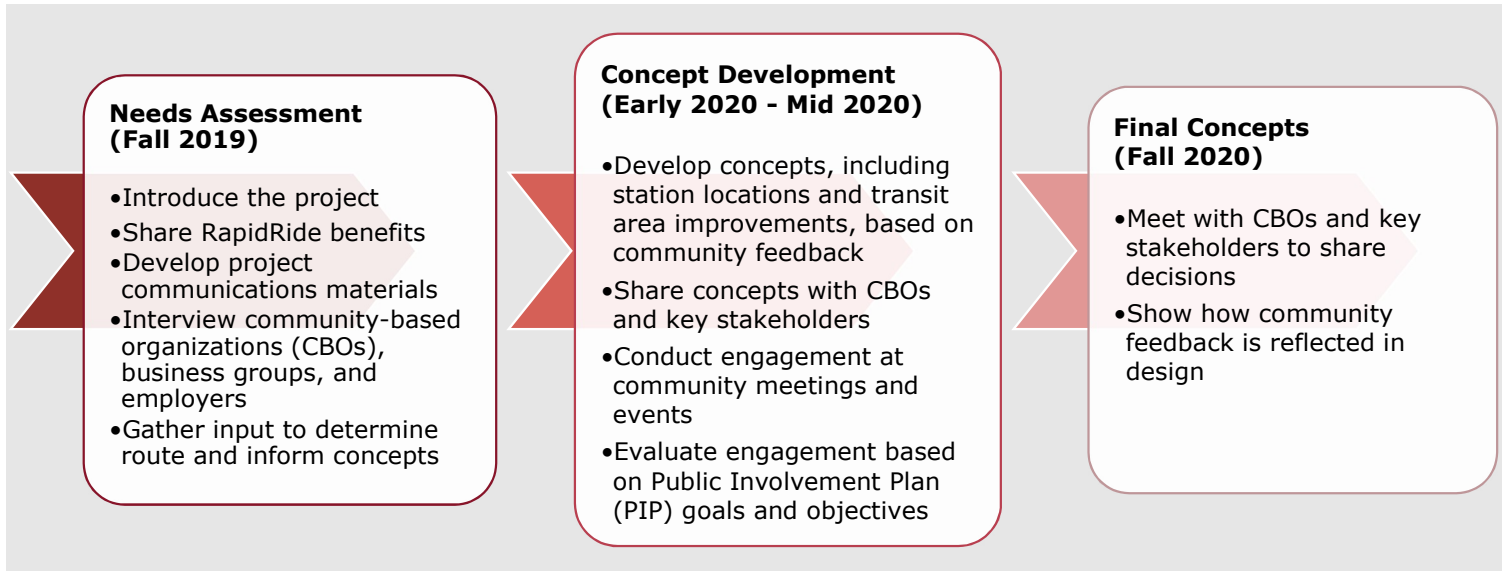 Needs Assessment
(Fall 2019)
•Introduce the project
•Share RapidRide benefits
•Develop project
communications materials
•Interview community-based
organizations (CBOs),
business groups, and
employers
•Gather input to determine
route and inform concepts
Concept Development
(Early 2020 - Mid 2020)
•Develop concepts, including
station locations and transit
area improvements, based on
community feedback
•Share concepts with CBOs
and key stakeholders
•Conduct engagement at
community meetings and
events
•Evaluate engagement based
on Public Involvement Plan
(PIP) goals and objectives
Final Concepts
(Fall 2020)
•Meet with CBOs and key
stakeholders to share
decisions
•Show how community
feedback is reflected in
design